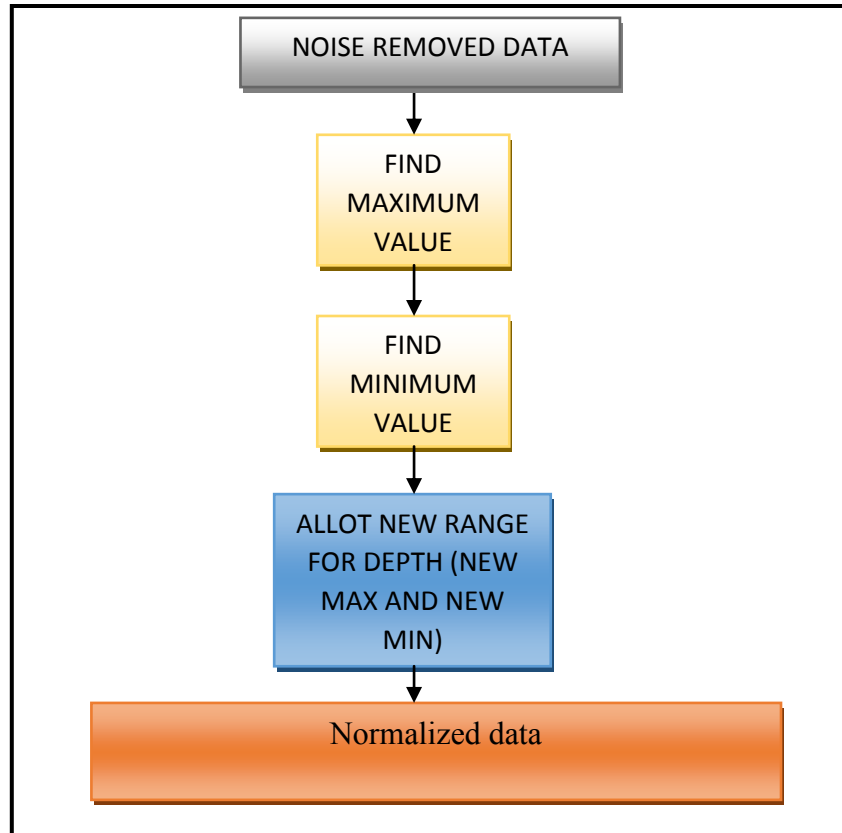 NOISE REMOVED DATA
FIND
MAXIMUM
VALUE
FIND
MINIMUM
VALUE
ALLOT NEW RANGE
FOR DEPTH (NEW
MAX AND NEW
MIN)
Normalized data